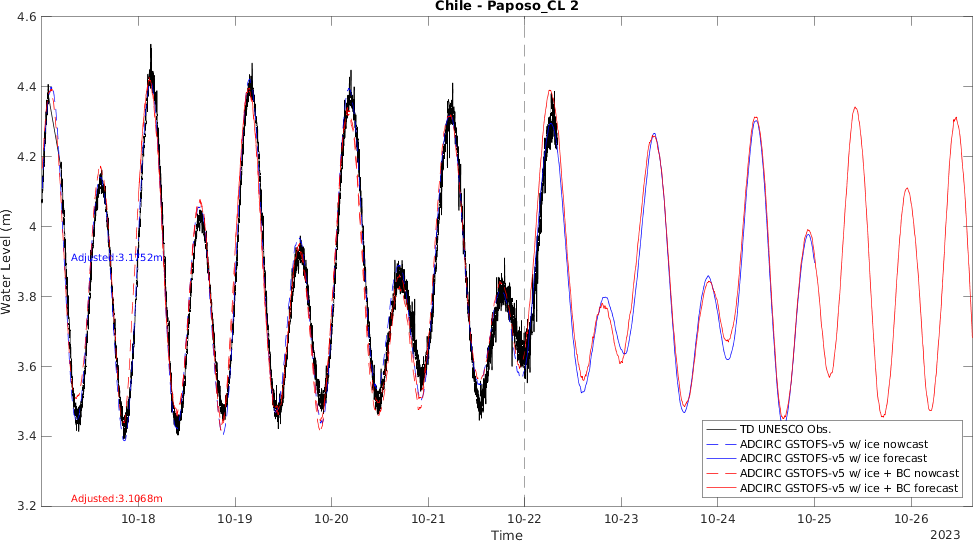 Chile - Paposo_CL 2
4.6
4.4
4.2
4
3.8
3.6
3.4
3.2
Water Level (m)
Adjusted:3.1752m
Adjusted:3.1068m
TD UNESCO Obs.
ADCIRC GSTOFS-v5 w/ ice nowcast
ADCIRC GSTOFS-v5 w/ ice forecast
ADCIRC GSTOFS-v5 w/ ice + BC nowcast
ADCIRC GSTOFS-v5 w/ ice + BC forecast
10-18 10-19 10-20 10-21 10-22 10-23 10-24 10-25 10-26
Time
2023